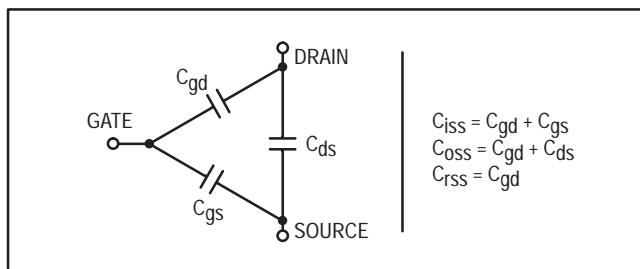 DRAIN
Cgd
GATE
Cds
Cgs
SOURCE
Ciss = Cgd + Cgs
Coss = Cgd + Cds
Crss = Cgd